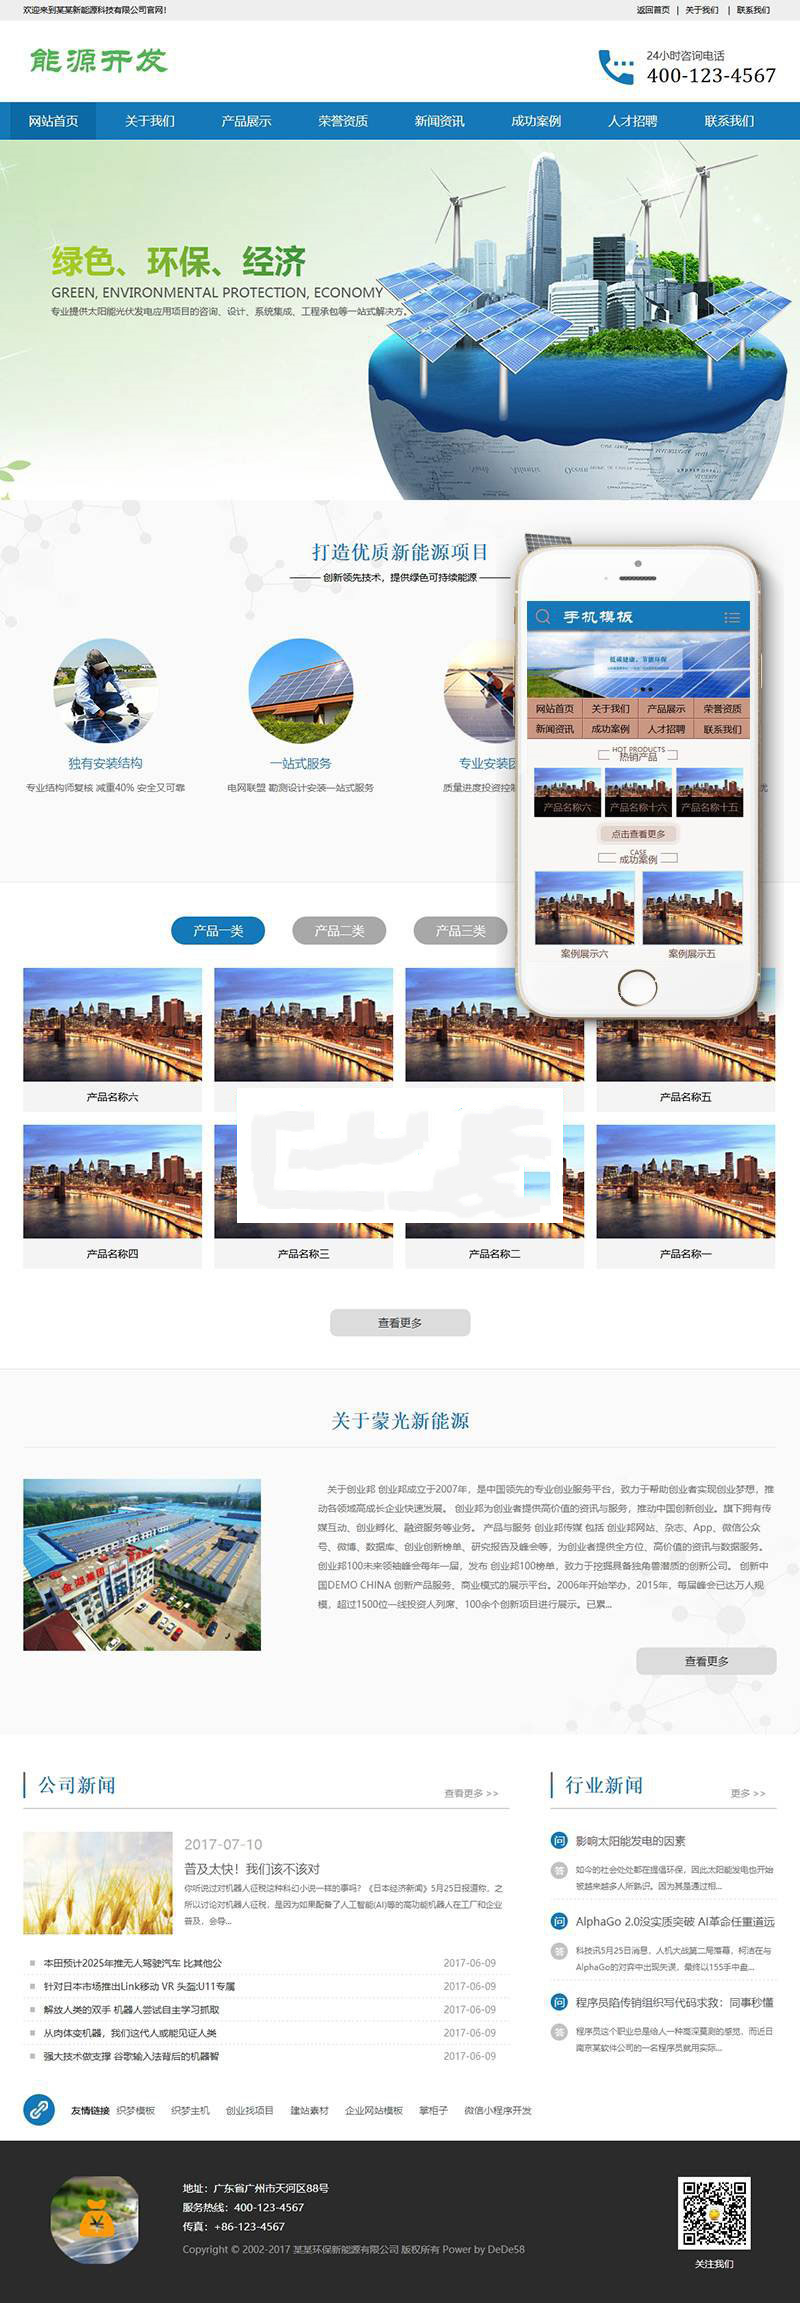 欢迎来到某某新能源科技有限公司官网！
返回首页 | 关于我们 | 联系我们
能源开发
24小时咨询电话
400-123-4567
网站首页 关于我们 产品展示 荣誉资质 新闻资讯 成功案例 人才招聘 联系我们
绿色、环保、经济
GREEN, ENVIRONMENTAL PROTECTION, ECONOMY
专业提供太阳能光伏发电应用项目的咨询、设计、系统集成、工程承包等一站式解决方。
打造优质新能源项目
创新领先技术，提供绿色可持续能源
独有安装结构 一站式服务 专业安装团
专业结构师复核 减重40% 安全又可靠 电网联盟 勘测设计安装一站式服务 质量进度投资控制
手机模板
低碳健康，节能环保
网站首页 关于我们 产品展示 荣誉资质
新闻资讯 成功案例 人才招聘 联系我们
HOT PRODUCTS
热销产品
产品名称六 产品名称十六 产品名称十五
点击查看更多
CASE
成功案例
案例展示六 案例展示五
产品一类 产品二类 产品三类
产品名称六 产品名称五
产品名称四 产品名称三 产品名称二 产品名称一
查看更多
关于蒙光新能源
关于创业邦 创业邦成立于2007年，是中国领先的专业创业服务平台，致力于帮助创业者实现创业梦想，推
动各领域高成长企业快速发展。 创业邦为创业者提供高价值的资讯与服务，推动中国创新创业。旗下拥有传
媒互动、创业孵化、融资服务等业务。 产品与服务 创业邦传媒 包括 创业邦网站、杂志、App、微信公众
号、微博、数据库、创业创新榜单、研究报告及峰会等，为创业者提供全方位、高价值的资讯与数据服务。
创业邦100未来领袖峰会每年一届，发布 创业邦100榜单，致力于挖掘具备独角兽潜质的创新公司。 创新中
国DEMO CHINA 创新产品服务、商业模式的展示平台。2006年开始举办，2015年，每届峰会已达万人规
模，超过1500位一线投资人列席、100余个创新项目进行展示。已累...
查看更多
公司新闻
查看更多 >>
2017-07-10
普及太快！我们该不该对
你听说过对机器人征税这种科幻小说一样的事吗？《日本经济新闻》5月25日报道称，之
所以讨论对机器人征税，是因为如果配备了人工智能(AI)等的高功能机器人在工厂和企业
普及，会导...
本田预计2025年推无人驾驶汽车 比其他公 2017-06-09
针对日本市场推出Link移动 VR 头盔:U11专属 2017-06-09
解放人类的双手 机器人尝试自主学习抓取 2017-06-09
从肉体变机器，我们这代人或能见证人类 2017-06-09
强大技术做支撑 谷歌输入法背后的机器智 2017-06-09
行业新闻
更多 >>
问 影响太阳能发电的因素
答 如今的社会处处都在提倡环保，因此太阳能发电也开始
被越来越多人所熟识。因为其是通过相...
问 AlphaGo 2.0没实质突破 AI革命任重道远
答 科技讯5月25日消息，人机大战第二局落幕，柯洁在与
AlphaGo的对弈中出现失误，最终以155手中盘...
问 程序员陷传销组织写代码求救：同事秒懂
答 程序员这个职业总是给人一种高深莫测的感觉，而近日
南京某软件公司的一名程序员就用实际...
友情链接 织梦模板 织梦主机 创业找项目 建站素材 企业网站模板 掌柜子 微信小程序开发
地址：广东省广州市天河区88号
服务热线：400-123-4567
传真：+86-123-4567
Copyright © 2002-2017 某某环保新能源有限公司 版权所有 Power by DeDe58
关注我们